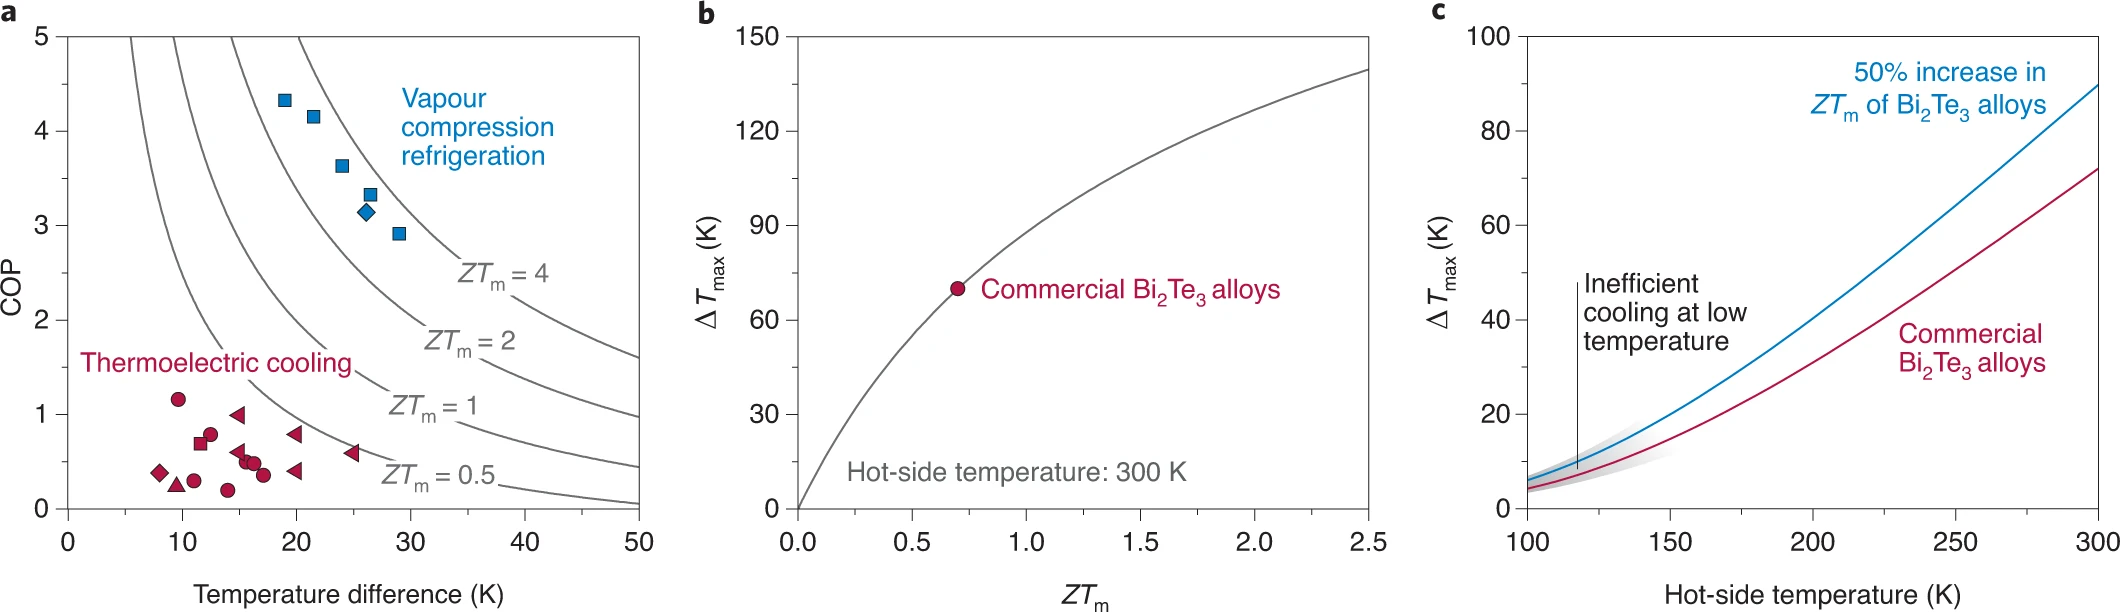 a
5
4
3
2
1
0
COP
0 10 20 30 40 50
Temperature difference (K)
Vapour
compression
refrigeration
Thermoelectric cooling
ZTm = 4
ZTm = 2
ZTm = 1
ZTm = 0.5
b
150
120
90
60
30
0
ΔTmax (K)
0.0 0.5 1.0 1.5 2.0 2.5
ZTm
Commercial Bi2Te3 alloys
Hot-side temperature: 300 K
c
100
80
60
40
20
0
ΔTmax (K)
100 150 200 250 300
Hot-side temperature (K)
50% increase in
ZTm of Bi2Te3 alloys
Inefficient
cooling at low
temperature
Commercial
Bi2Te3 alloys